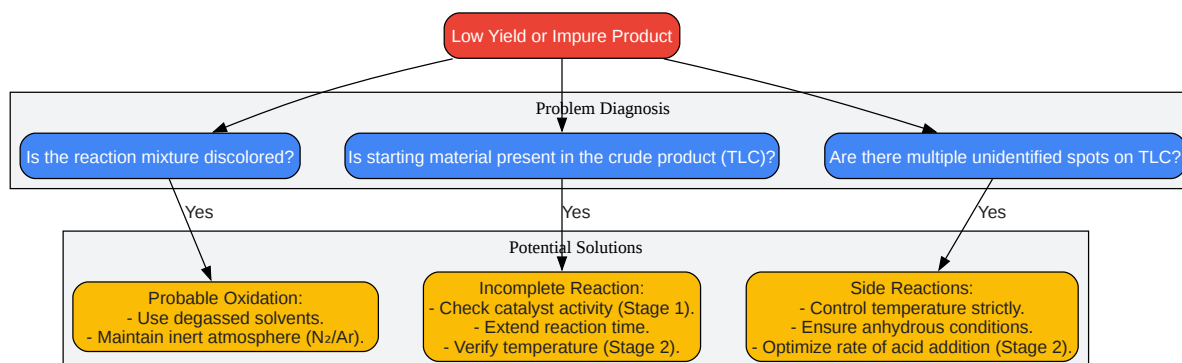 Low Yield or Impure Product
Problem Diagnosis
Is the reaction mixture discolored?
Is starting material present in the crude product (TLC)?
Are there multiple unidentified spots on TLC?
Yes
Yes
Yes
Potential Solutions
Probable Oxidation:
- Use degassed solvents.
- Maintain inert atmosphere (N₂/Ar).
Incomplete Reaction:
- Check catalyst activity (Stage 1).
- Extend reaction time.
- Verify temperature (Stage 2).
Side Reactions:
- Control temperature strictly.
- Ensure anhydrous conditions.
- Optimize rate of acid addition (Stage 2).